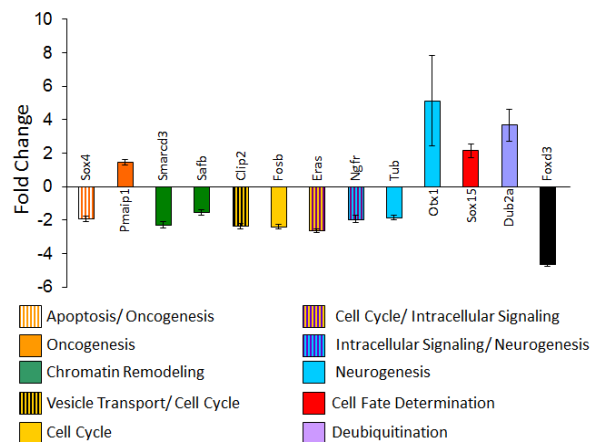 10
8
6
4
2
0
-2
-4
-6
Fold Change
Sox4
Pmaip1
Smarcd3
Safb
Clip2
Fosb
Eras
Ngfr
Tub
Otx1
Sox15
Dub2a
Foxd3
Apoptosis/ Oncogenesis
Oncogenesis
Chromatin Remodeling
Vesicle Transport/ Cell Cycle
Cell Cycle
Cell Cycle/ Intracellular Signaling
Intracellular Signaling/ Neurogenesis
Neurogenesis
Cell Fate Determination
Deubiquitination